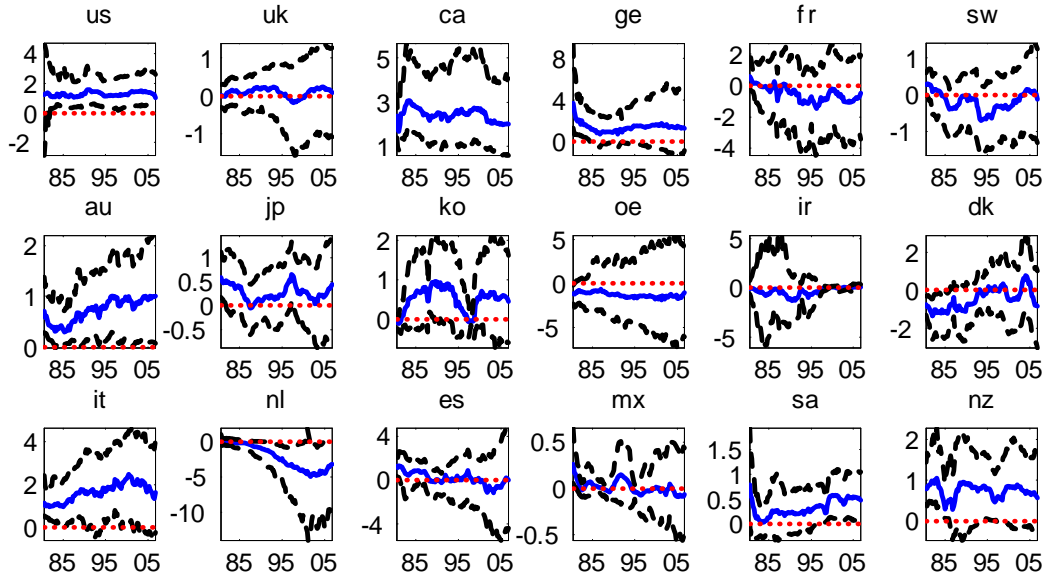 us uk ca ge fr sw
4 2 0 -2 1 0 -1 5 3 1 8 4 0 2 0 -2 -4 1 0 -1
85 95 05 85 95 05 85 95 05 85 95 05 85 95 05 85 95 05
au jp ko oe ir dk
2 1 0 1 0.5 0 -0.5 2 1 0 5 0 -5 5 0 -5 2 0 -2
85 95 05 85 95 05 85 95 05 85 95 05 85 95 05 85 95 05
it nl es mx sa nz
4 2 0 0 -5 -10 4 0 -4 0.5 0 -0.5 1.5 1 0.5 0 2 1 0
85 95 05 85 95 05 85 95 05 85 95 05 85 95 05 85 95 05